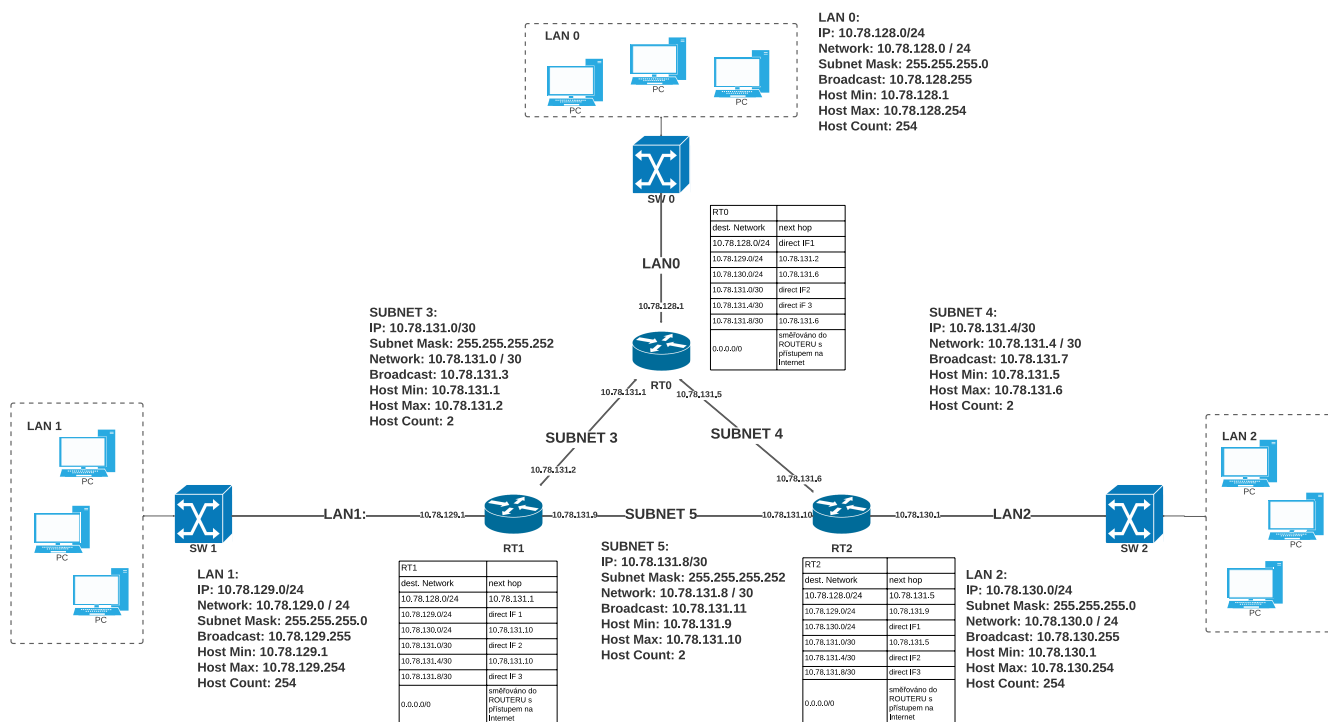 LAN 0
PC
PC
PC
LAN 0:
IP: 10.78.128.0/24
Network: 10.78.128.0 / 24
Subnet Mask: 255.255.255.0
Broadcast: 10.78.128.255
Host Min: 10.78.128.1
Host Max: 10.78.128.254
Host Count: 254
SW 0
LAN0
10.78.128.1
RT0
RT0
dest. Network next hop
10.78.128.0/24 direct IF1
10.78.129.0/24 10.78.131.2
10.78.130.0/24 10.78.131.6
10.78.131.0/30 direct IF2
10.78.131.4/30 direct iF 3
10.78.131.8/30 10.78.131.6
0.0.0.0/0 směřováno do
ROUTERU s
přístupem na
Internet
SUBNET 3:
IP: 10.78.131.0/30
Subnet Mask: 255.255.255.252
Network: 10.78.131.0 / 30
Broadcast: 10.78.131.3
Host Min: 10.78.131.1
Host Max: 10.78.131.2
Host Count: 2
SUBNET 4:
IP: 10.78.131.4/30
Network: 10.78.131.4 / 30
Broadcast: 10.78.131.7
Host Min: 10.78.131.5
Host Max: 10.78.131.6
Host Count: 2
10.78.131.1
10.78.131.5
SUBNET 3
SUBNET 4
10.78.131.2
10.78.131.6
LAN 1
PC
PC
PC
SW 1
LAN1:
10.78.129.1
RT1
10.78.131.9
SUBNET 5
10.78.131.10
RT2
10.78.130.1
LAN2
SW 2
LAN 2
PC
PC
PC
LAN 1:
IP: 10.78.129.0/24
Network: 10.78.129.0 / 24
Subnet Mask: 255.255.255.0
Broadcast: 10.78.129.255
Host Min: 10.78.129.1
Host Max: 10.78.129.254
Host Count: 254
RT1
dest. Network next hop
10.78.128.0/24 10.78.131.1
10.78.129.0/24 direct IF 1
10.78.130.0/24 10.78.131.10
10.78.131.0/30 direct IF 2
10.78.131.4/30 10.78.131.10
10.78.131.8/30 direct IF 3
0.0.0.0/0 směřováno do
ROUTERU s
přístupem na
Internet
SUBNET 5:
IP: 10.78.131.8/30
Subnet Mask: 255.255.255.252
Network: 10.78.131.8 / 30
Broadcast: 10.78.131.11
Host Min: 10.78.131.9
Host Max: 10.78.131.10
Host Count: 2
RT2
dest. Network next hop
10.78.128.0/24 10.78.131.5
10.78.129.0/24 10.78.131.9
10.78.130.0/24 direct IF1
10.78.131.0/30 10.78.131.5
10.78.131.4/30 direct IF2
10.78.131.8/30 direct IF3
0.0.0.0/0 směřováno do
ROUTERU s
přístupem na
Internet
LAN 2:
IP: 10.78.130.0/24
Subnet Mask: 255.255.255.0
Network: 10.78.130.0 / 24
Broadcast: 10.78.130.255
Host Min: 10.78.130.1
Host Max: 10.78.130.254
Host Count: 254